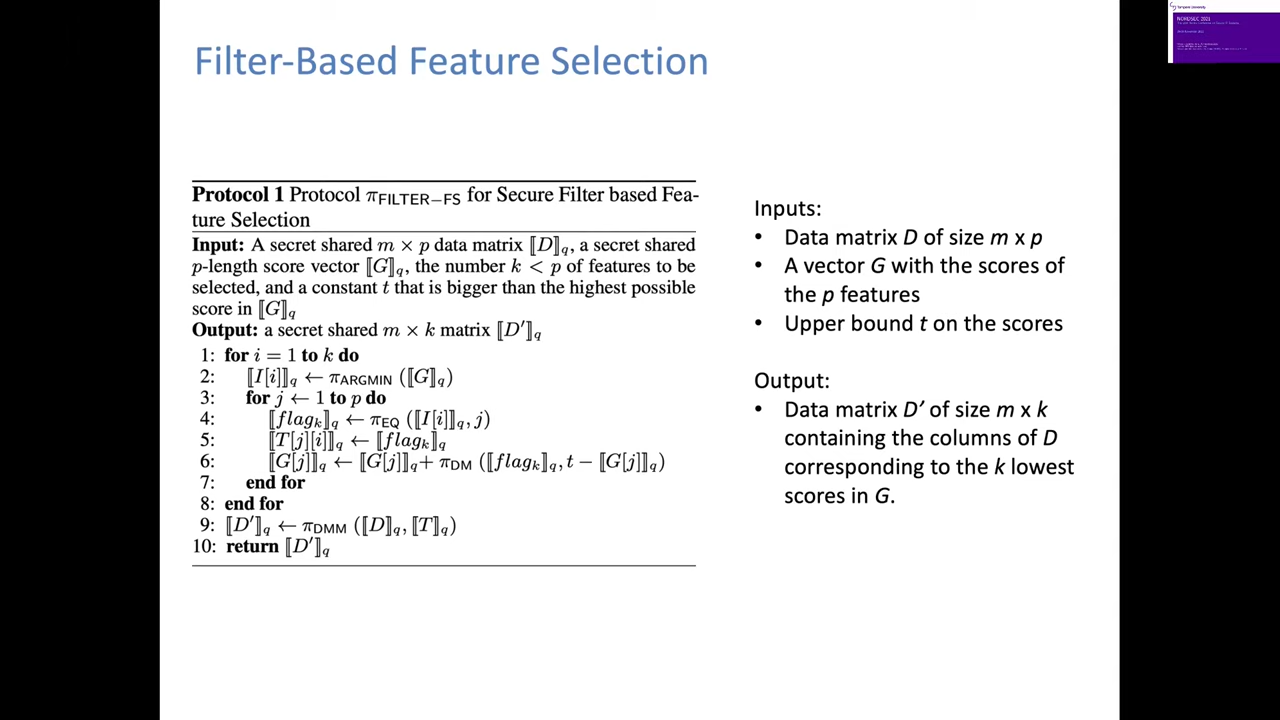 Tampere University
NORDSEC 2021
Filter-Based Feature Selection
Protocol 1 Protocol π_FILTER−FS for Secure Filter based Fea-
ture Selection
Input: A secret shared m × p data matrix ⟦D⟧_q, a secret shared
p-length score vector ⟦G⟧_q, the number k < p of features to be
selected, and a constant t that is bigger than the highest possible
score in ⟦G⟧_q
Output: a secret shared m × k matrix ⟦D′⟧_q
1: for i = 1 to k do
2: ⟦I[i]⟧_q ← π_ARGMIN (⟦G⟧_q)
3: for j ← 1 to p do
4: ⟦flag_k⟧_q ← π_EQ (⟦I[i]⟧_q, j)
5: ⟦T[j][i]⟧_q ← ⟦flag_k⟧_q
6: ⟦G[j]⟧_q ← ⟦G[j]⟧_q + π_DM (⟦flag_k⟧_q, t − ⟦G[j]⟧_q)
7: end for
8: end for
9: ⟦D′⟧_q ← π_DMM (⟦D⟧_q, ⟦T⟧_q)
10: return ⟦D′⟧_q
Inputs:
• Data matrix D of size m x p
• A vector G with the scores of
the p features
• Upper bound t on the scores
Output:
• Data matrix D’ of size m x k
containing the columns of D
corresponding to the k lowest
scores in G.